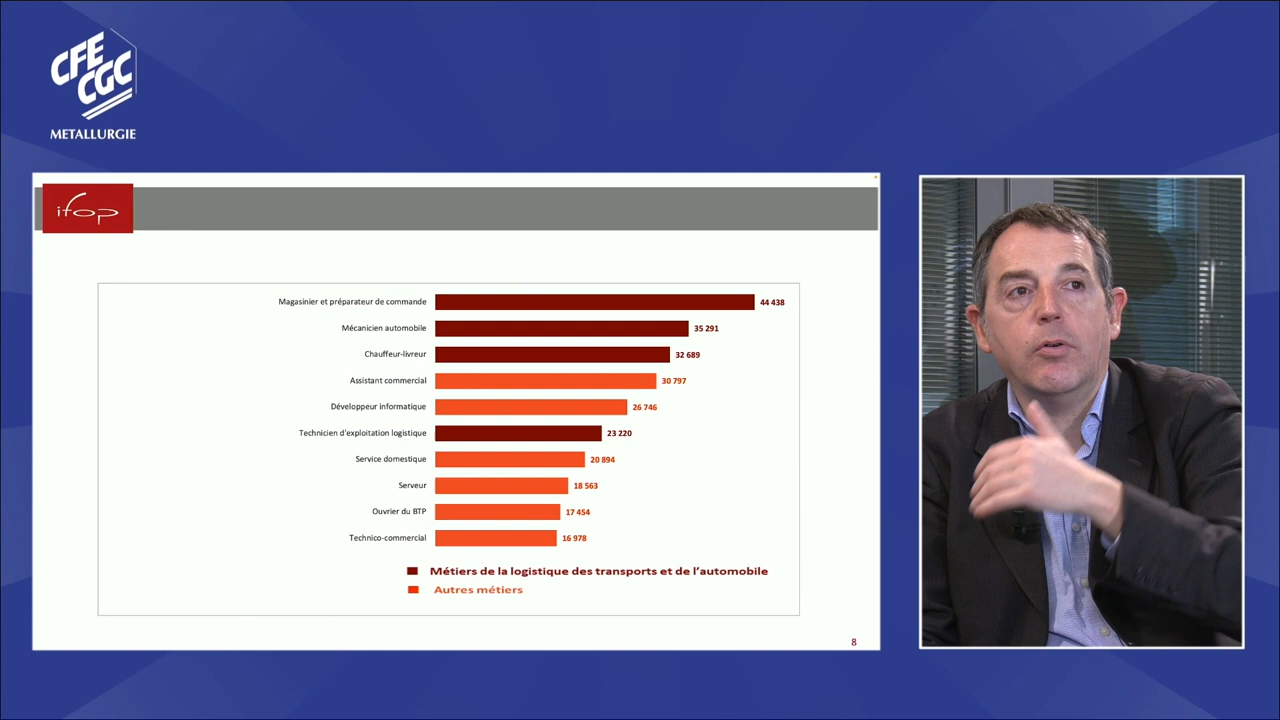 CFE
CGC
METALLURGIE
ifop
Magasinier et préparateur de commande 44 438
Mécanicien automobile 35 291
Chauffeur-livreur 32 689
Assistant commercial 30 797
Développeur informatique 26 746
Technicien d'exploitation logistique 23 220
Service domestique 20 894
Serveur 18 563
Ouvrier du BTP 17 454
Technico-commercial 16 978
Métiers de la logistique des transports et de l'automobile
Autres métiers
8